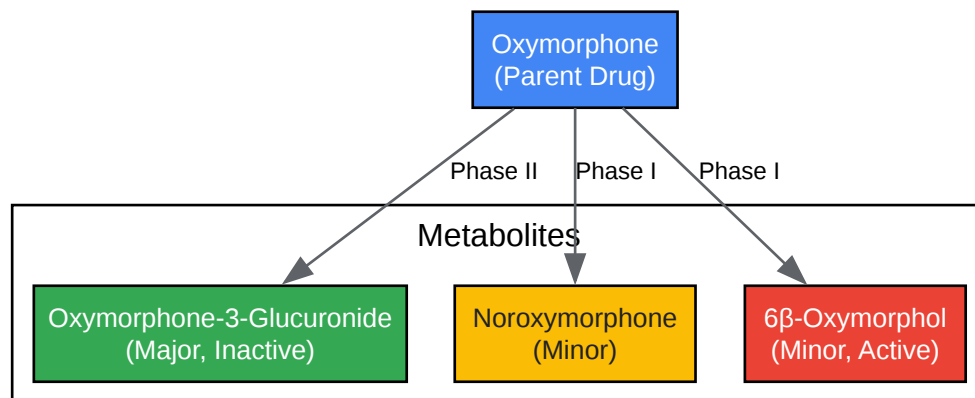 Oxymorphone
(Parent Drug)
Phase II
Phase I
Phase I
Metabolites
Oxymorphone-3-Glucuronide
(Major, Inactive)
Noroxymorphone
(Minor)
6β-Oxymorphol
(Minor, Active)